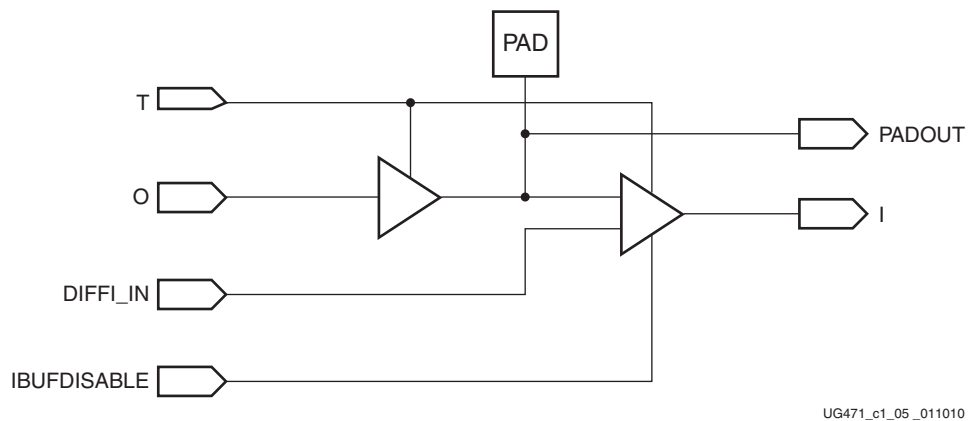 PAD
T
PADOUT
O
I
DIFFI_IN
IBUFDISABLE
UG471_c1_05 _011010